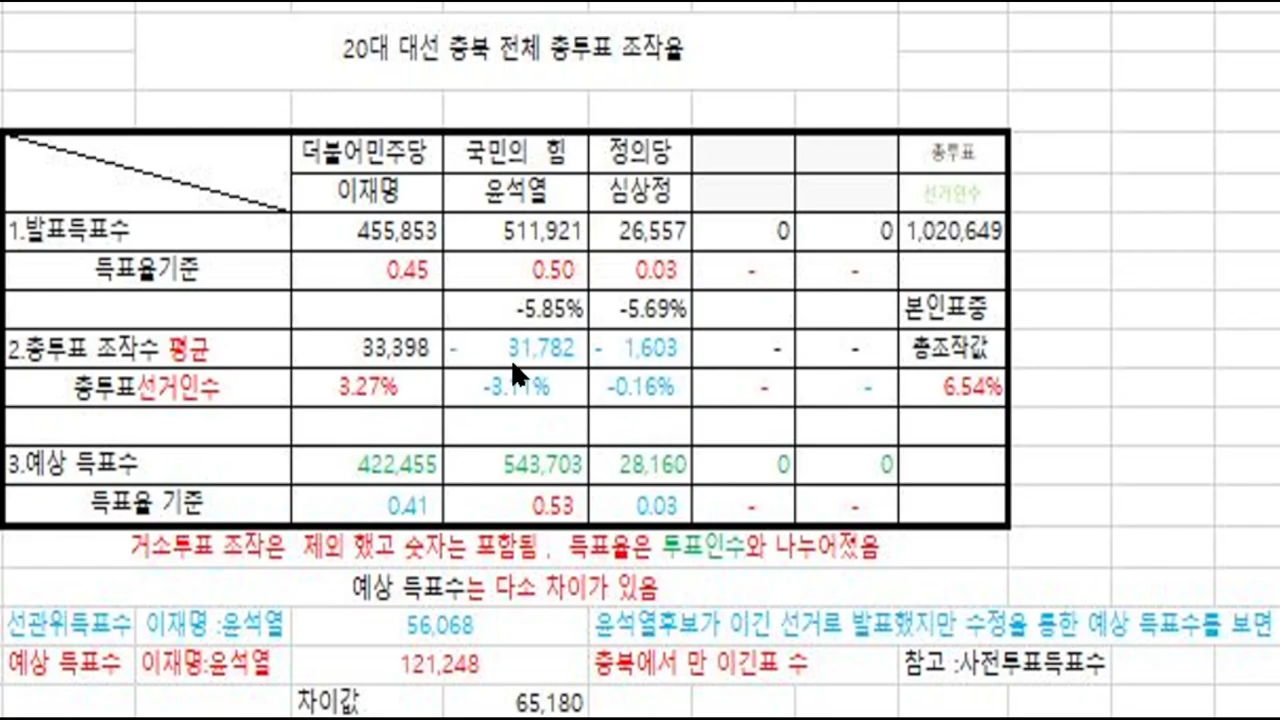 20대 대선 충북 전체 총투표 조작율
더불어민주당 국민의 힘 정의당 총투표
이재명 윤석열 심상정 선거인수
1.발표득표수 455,853 511,921 26,557 0 0 1,020,649
득표율기준 0.45 0.50 0.03 - -
-5.85% -5.69% 본인표중
2.총투표 조작수 평균 33,398 - 31,782 - 1,603 - - 총조작값
총투표선거인수 3.27% -0.16% - - 6.54%
3.예상 득표수 422,455 543,703 28,160 0 0
득표율 기준 0.41 0.53 0.03 - -
거소투표 조작은 제외 했고 숫자는 포함됨 . 득표율은 투표인수와 나누어졌음
예상 득표수는 다소 차이가 있음
선관위득표수 이재명 :윤석열 56,068 윤석열후보가 이긴 선거로 발표했지만 수정을 통한 예상 득표수를 보면
예상 득표수 이재명:윤석열 121,248 충북에서 만 이긴표 수 참고 :사전투표득표수
차이값 65,180